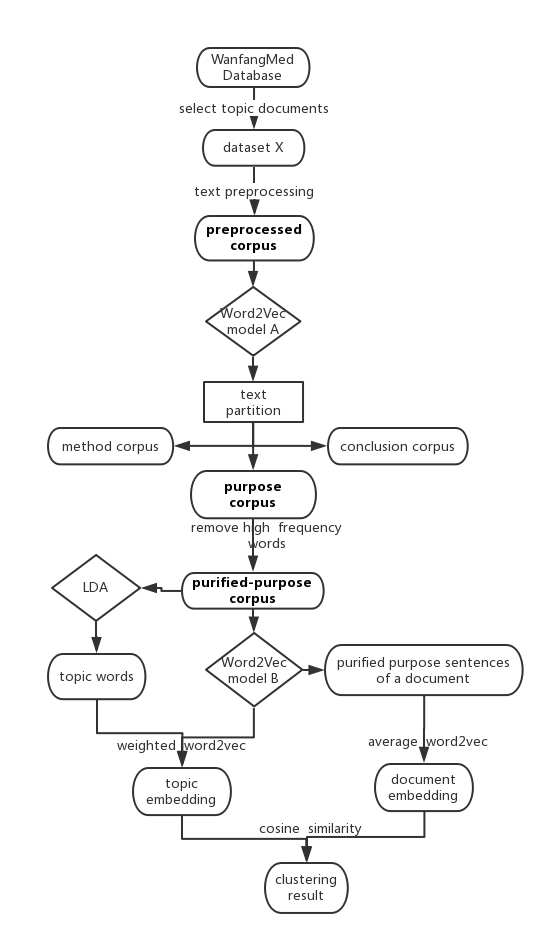 WanfangMed
Database
select topic documents
dataset X
text preprocessing
preprocessed
corpus
Word2Vec
model A
text
partition
method corpus
conclusion corpus
purpose
corpus
remove high frequency
words
purified-purpose
corpus
LDA
Word2Vec
model B
purified purpose sentences
of a document
topic words
weighted word2vec
average word2vec
topic
embedding
document
embedding
cosine similarity
clustering
result